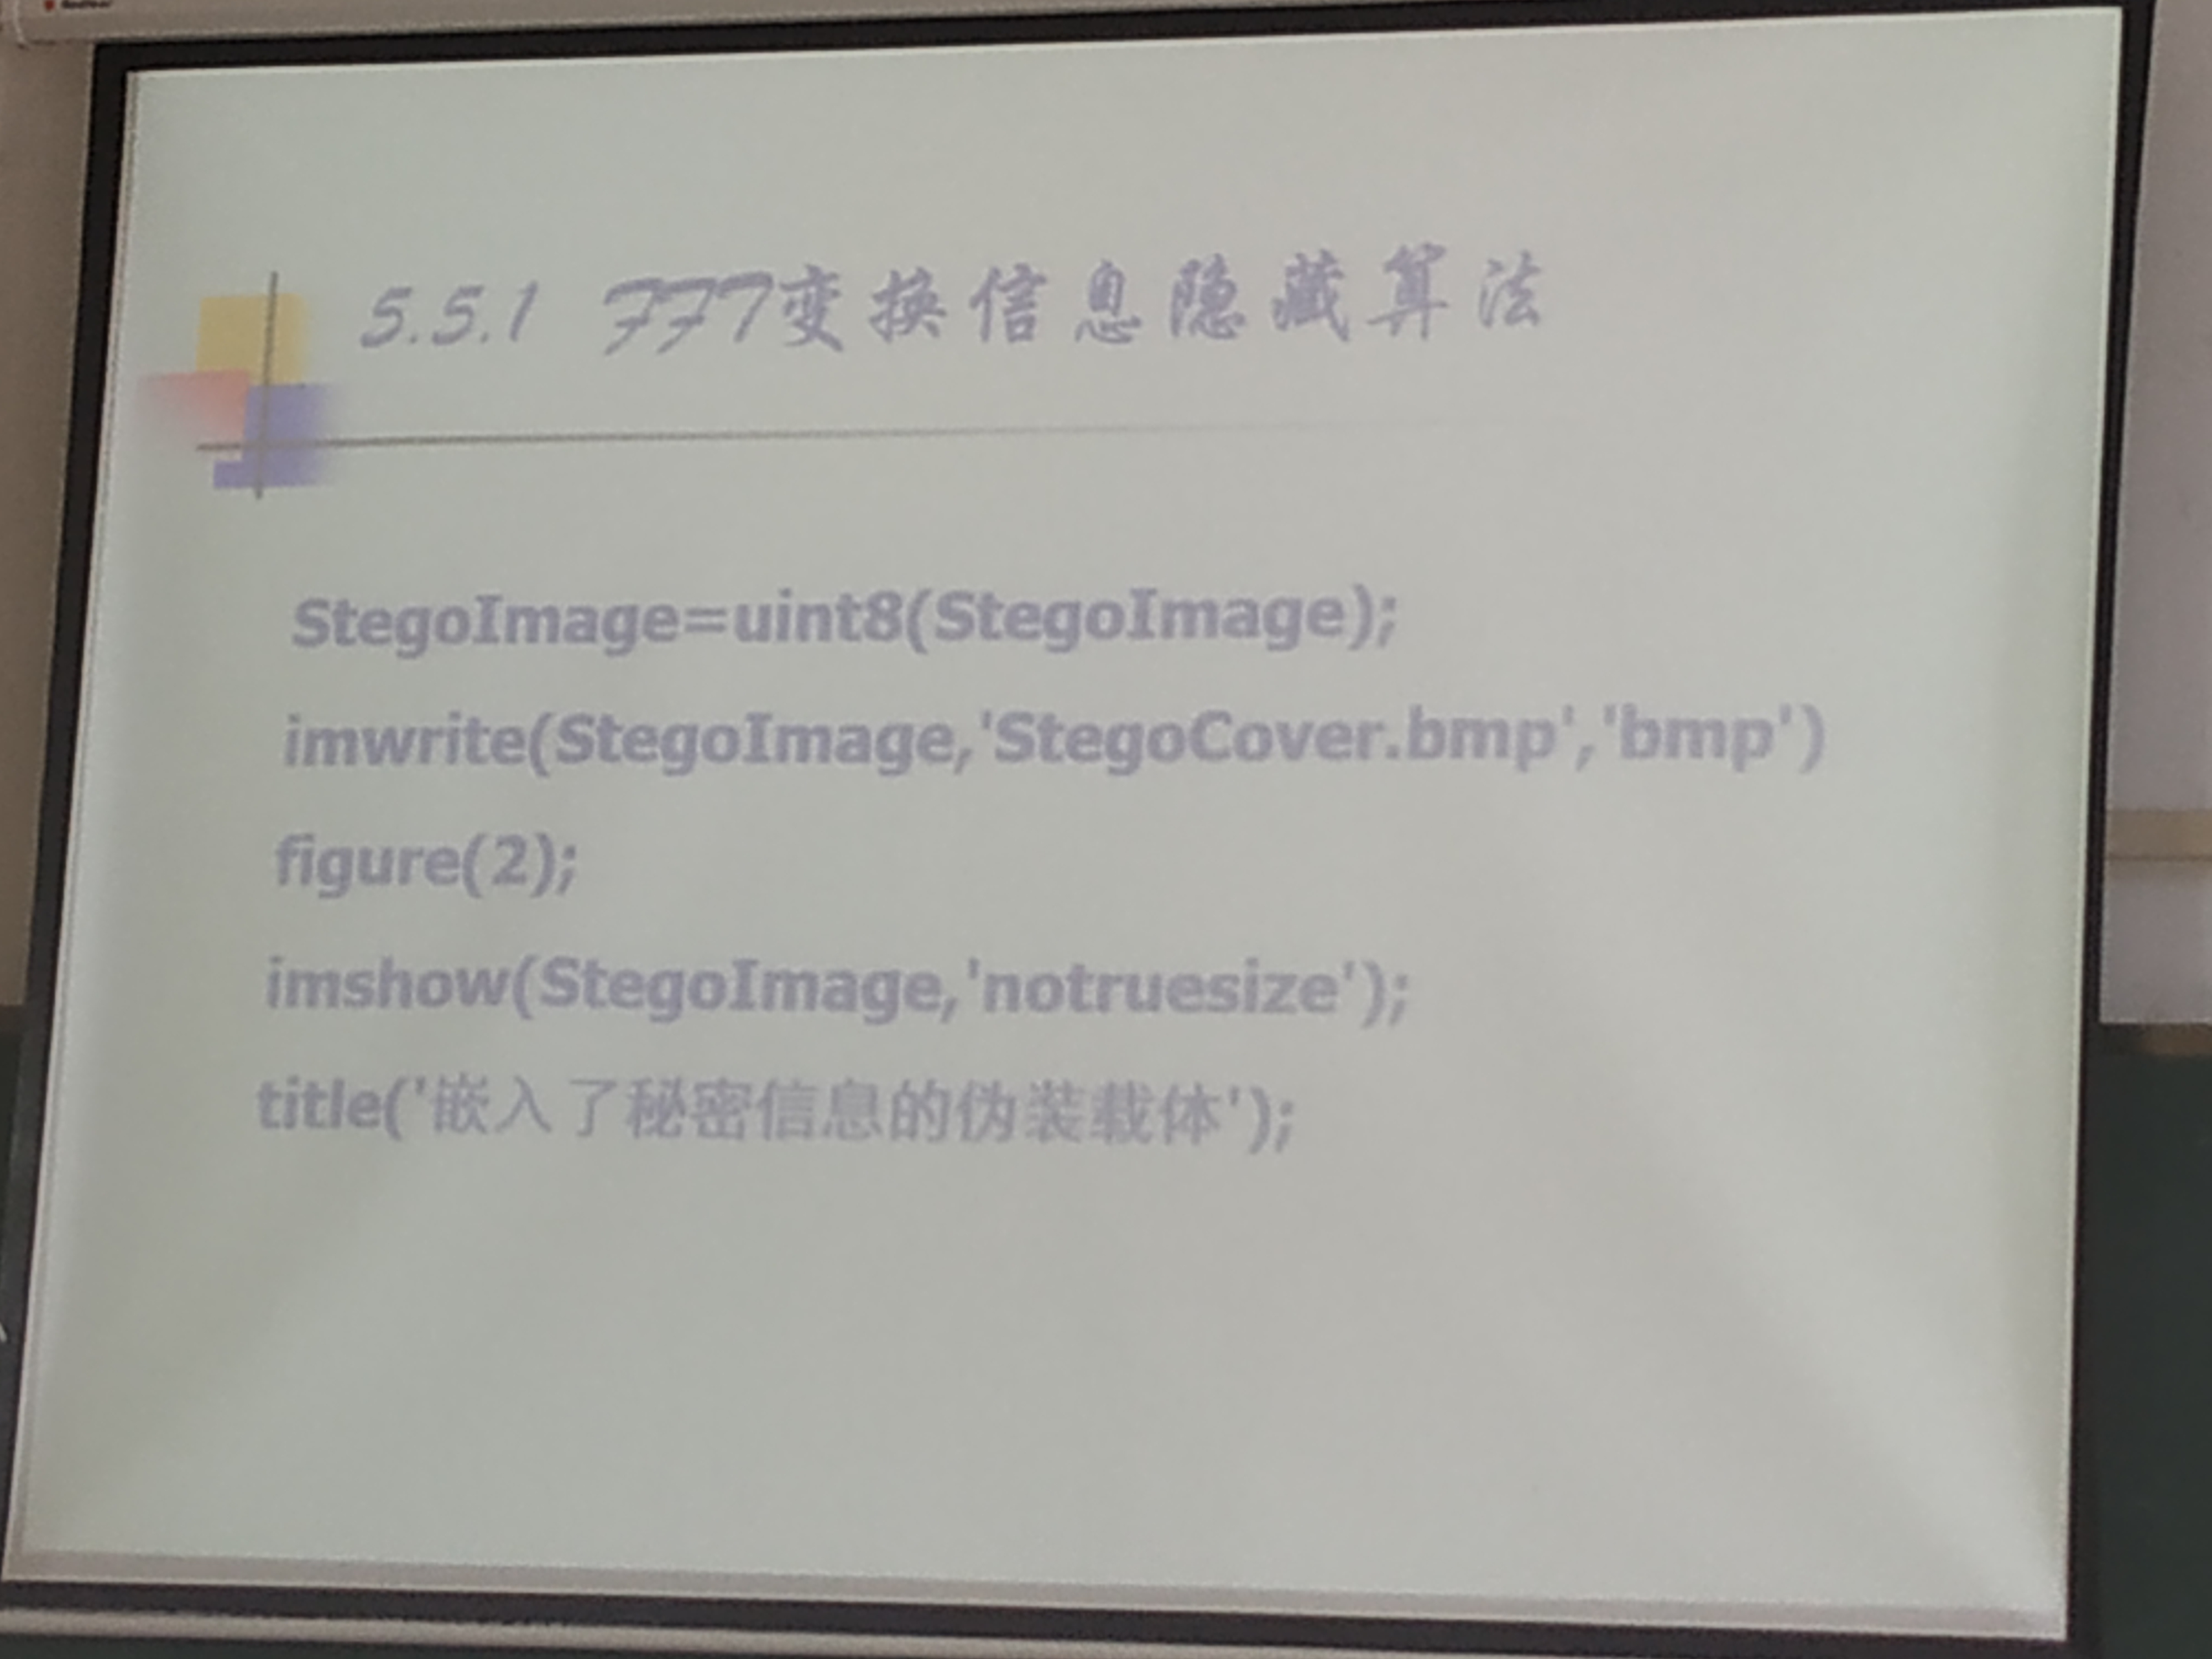 5.5.1 FFT变换信息隐藏算法
StegoImage=uint8(StegoImage);
imwrite(StegoImage,'StegoCover.bmp','bmp')
figure(2);
imshow(StegoImage,'notruesize');
title('嵌入了秘密信息的伪装载体');